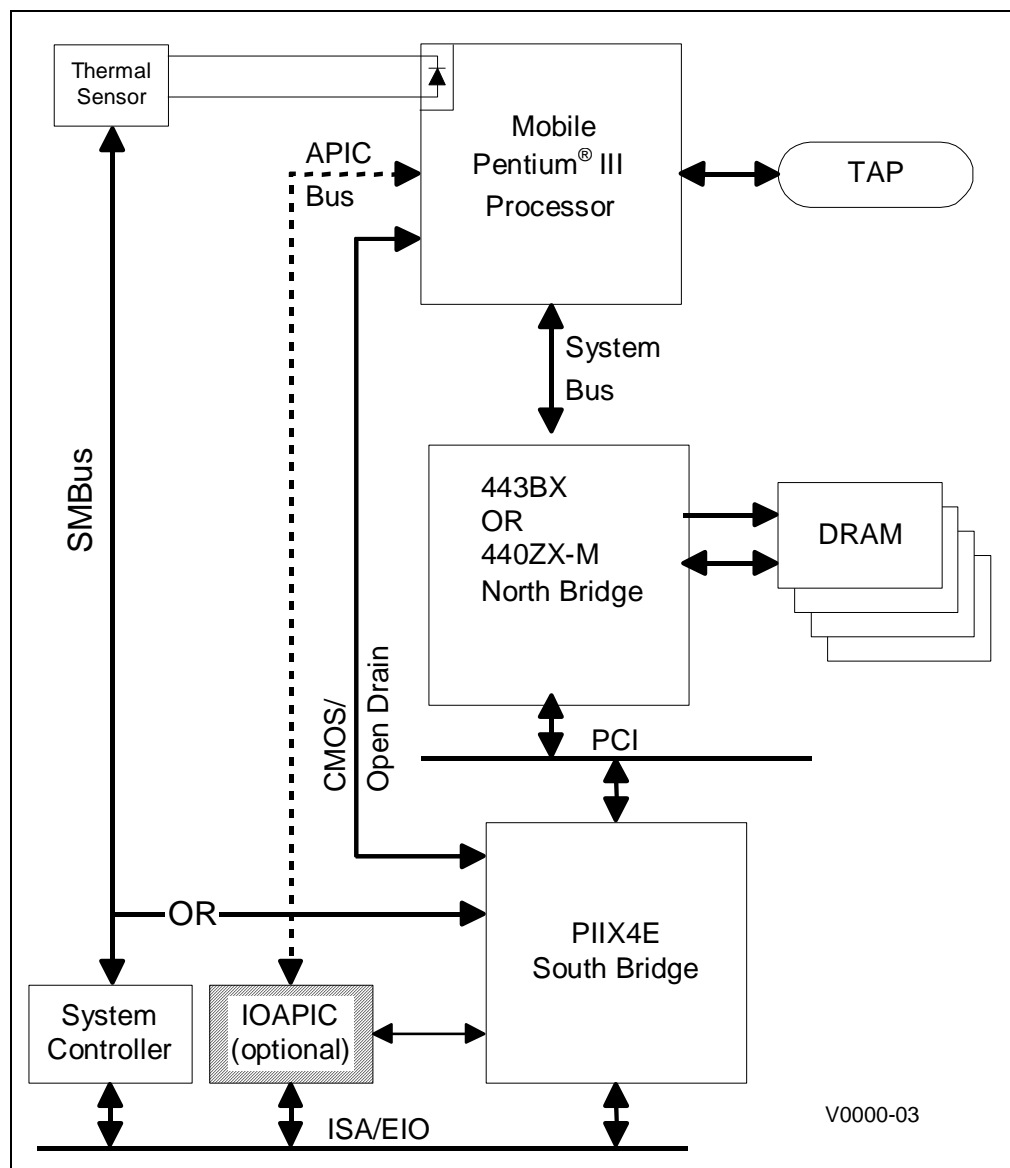 Thermal
Sensor
Mobile
Pentium® III
Processor
TAP
APIC
Bus
System
Bus
SMBus
443BX
OR
440ZX-M
North Bridge
DRAM
CMOS/
Open Drain
PCI
OR
PIIX4E
South Bridge
System
Controller
IOAPIC
(optional)
ISA/EIO
V0000-03